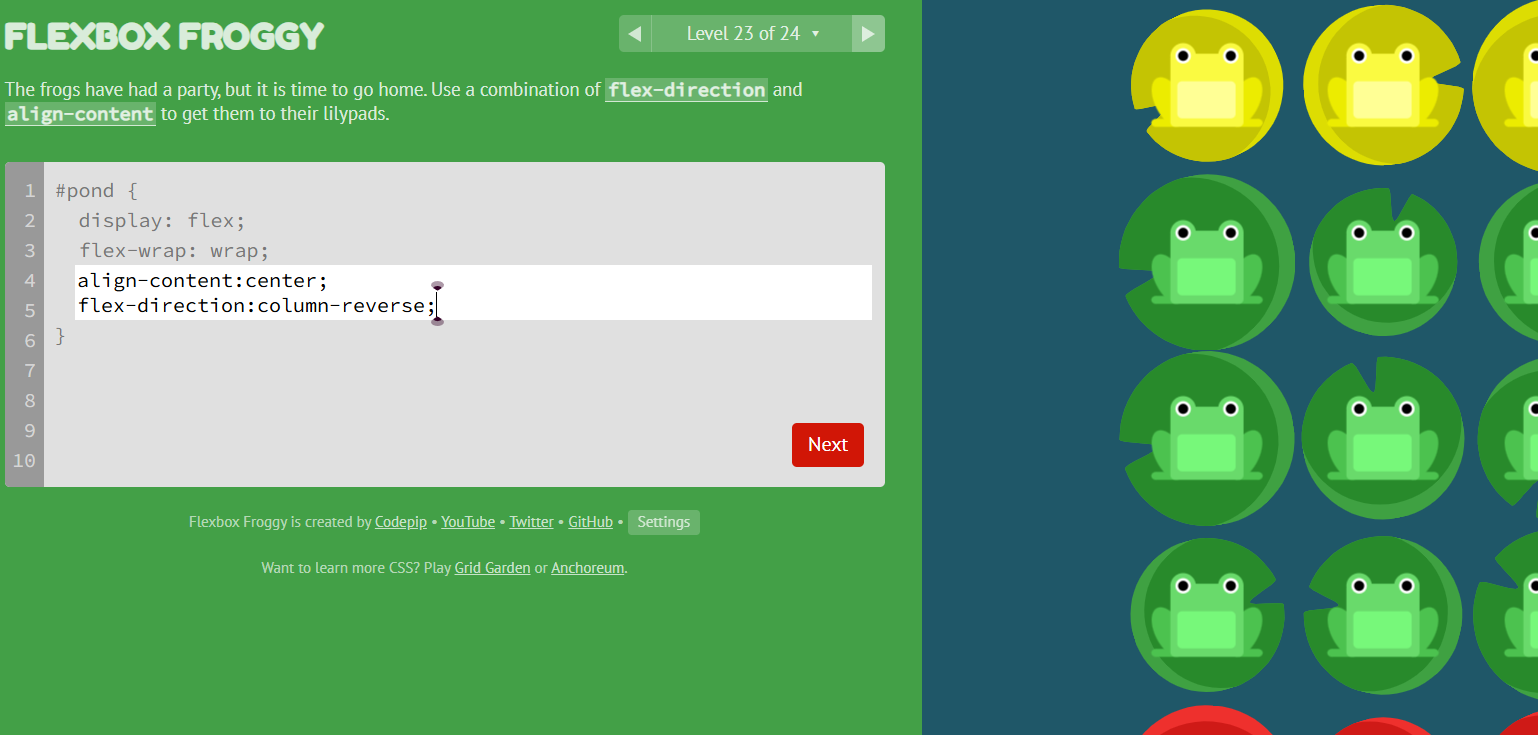 FLEXBOX FROGGY
Level 23 of 24
The frogs have had a party, but it is time to go home. Use a combination of flex-direction and
align-content to get them to their lilypads.
1 #pond {
2 display: flex;
3 flex-wrap: wrap;
4 align-content:center;
5 flex-direction:column-reverse;
6 }
7
8
9
10
Next
Flexbox Froggy is created by Codepip • YouTube • Twitter • GitHub • Settings
Want to learn more CSS? Play Grid Garden or Anchoreum.